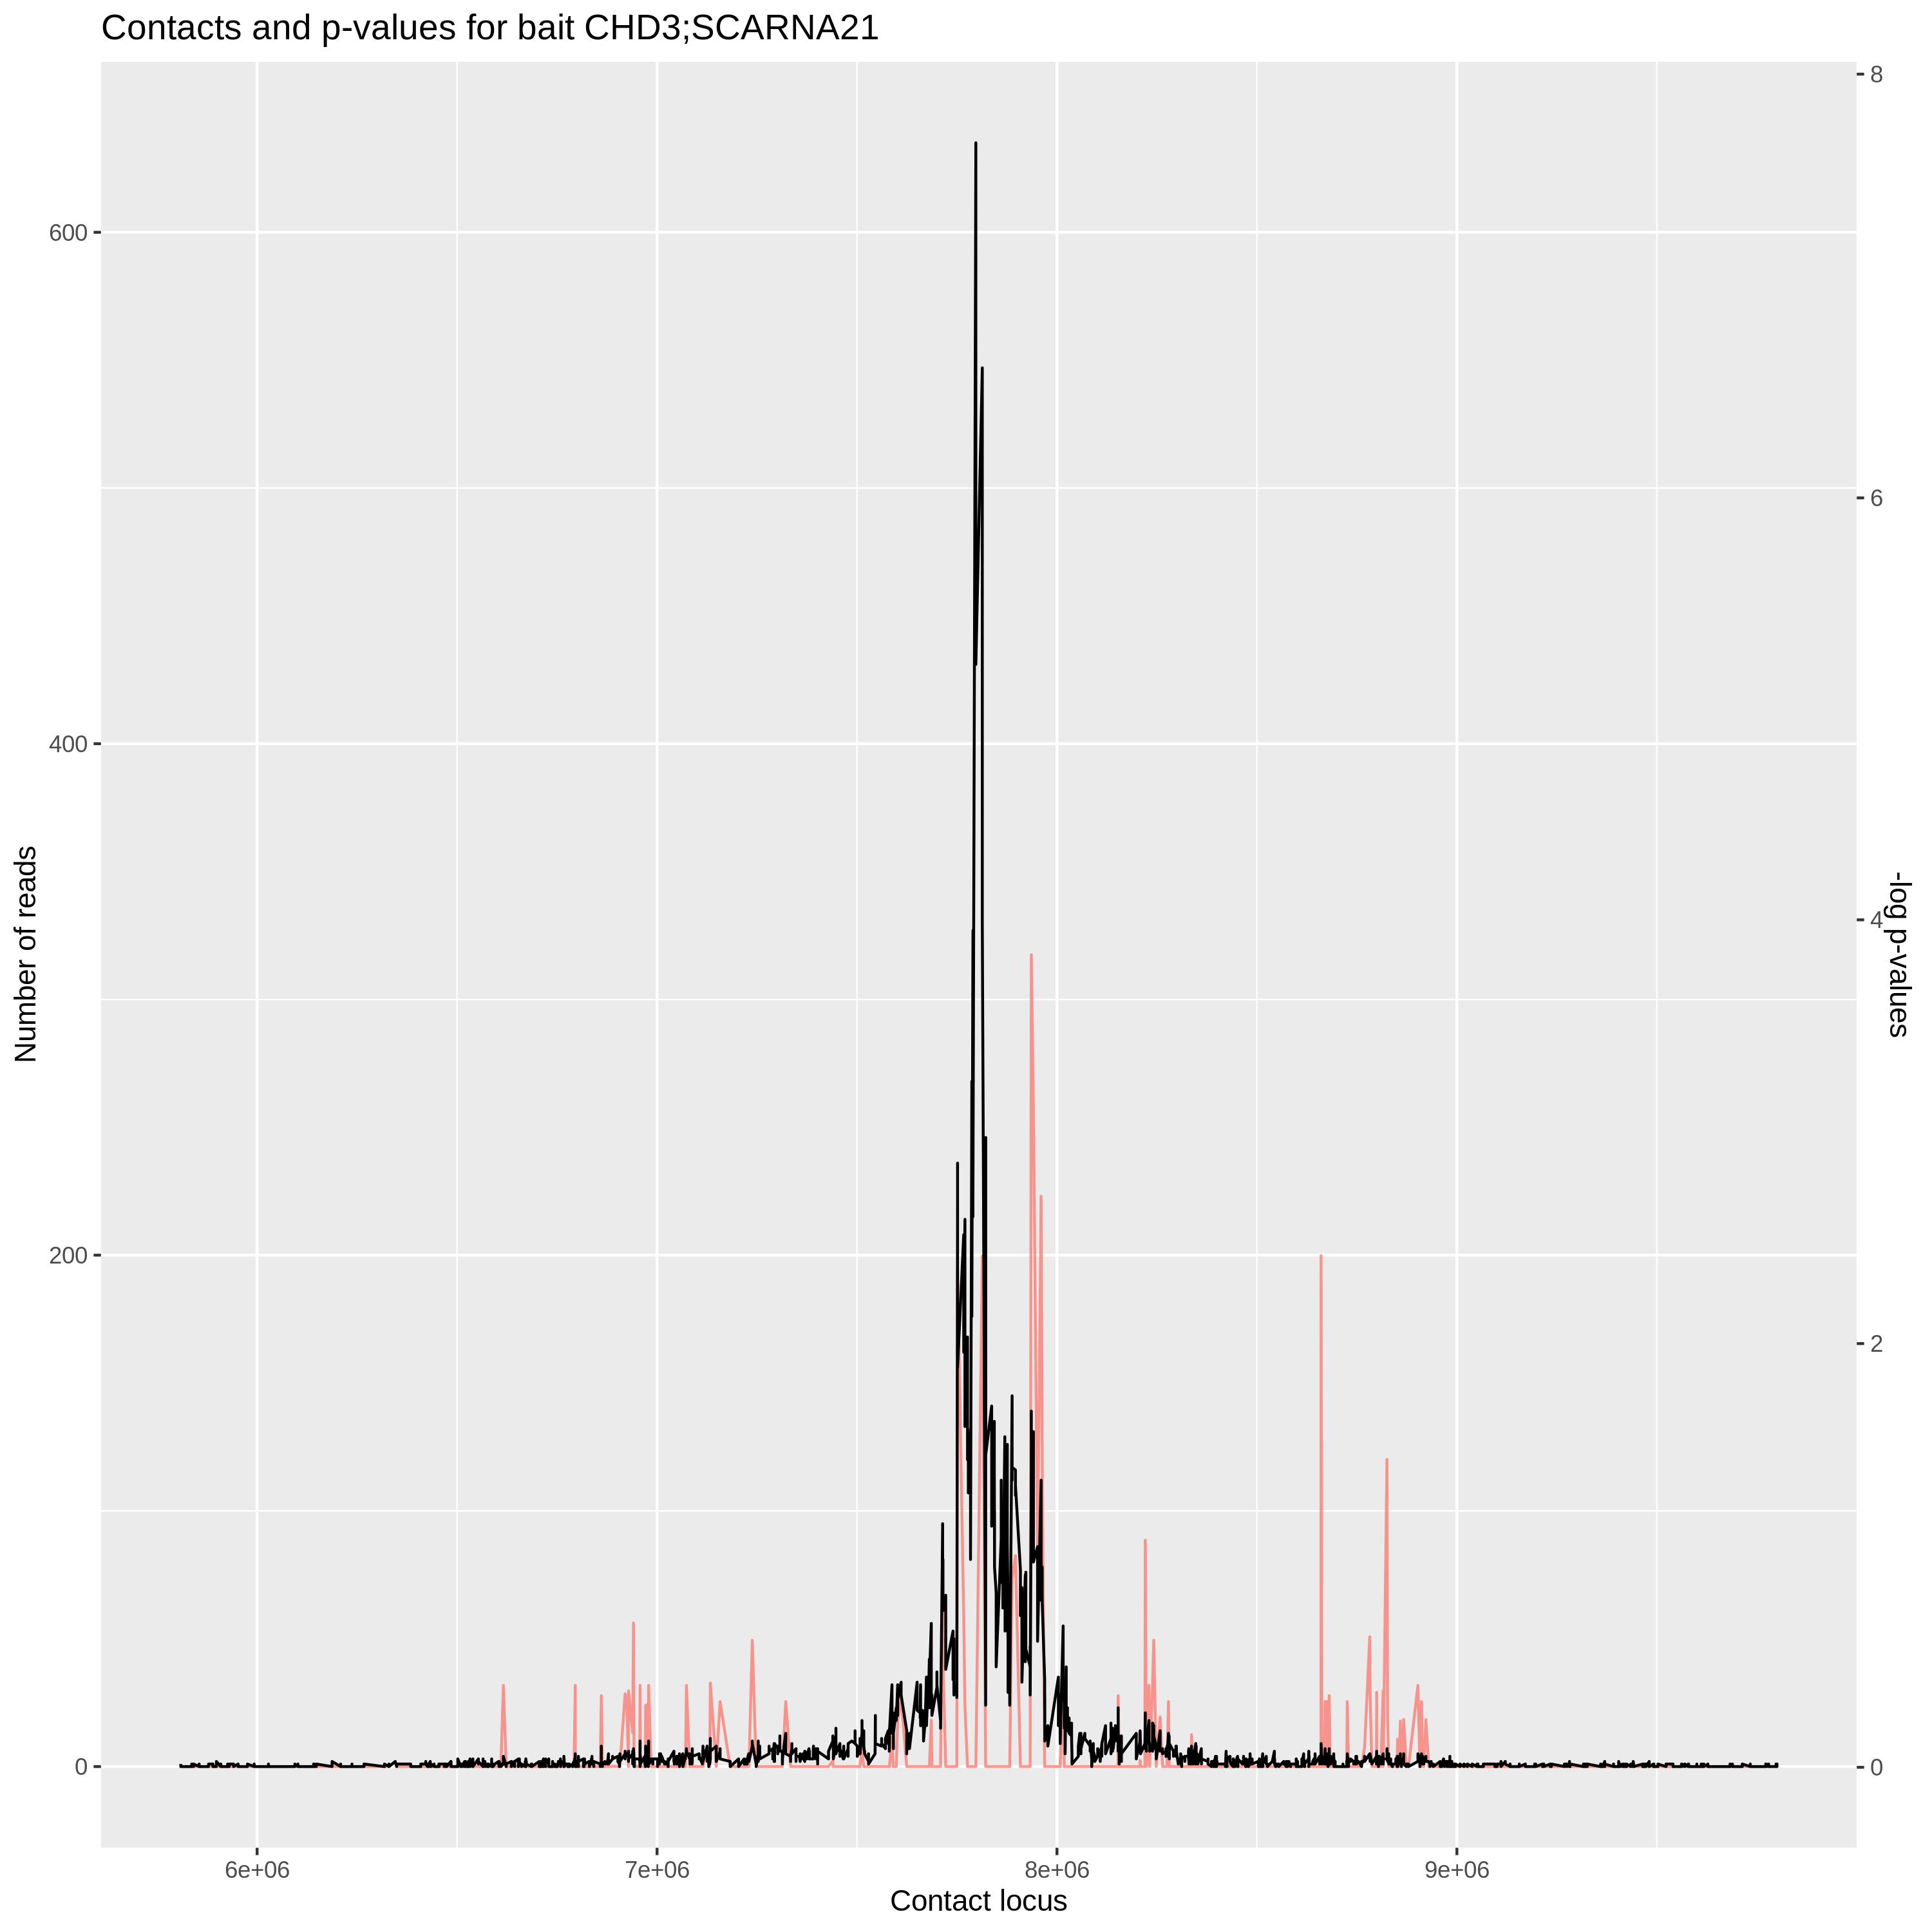 Contacts and p-values for bait CHD3;SCARNA21
8
600
6
400
4
Number of reads
-log p-values
200
2
0
0
6e+06
7e+06
8e+06
9e+06
Contact locus